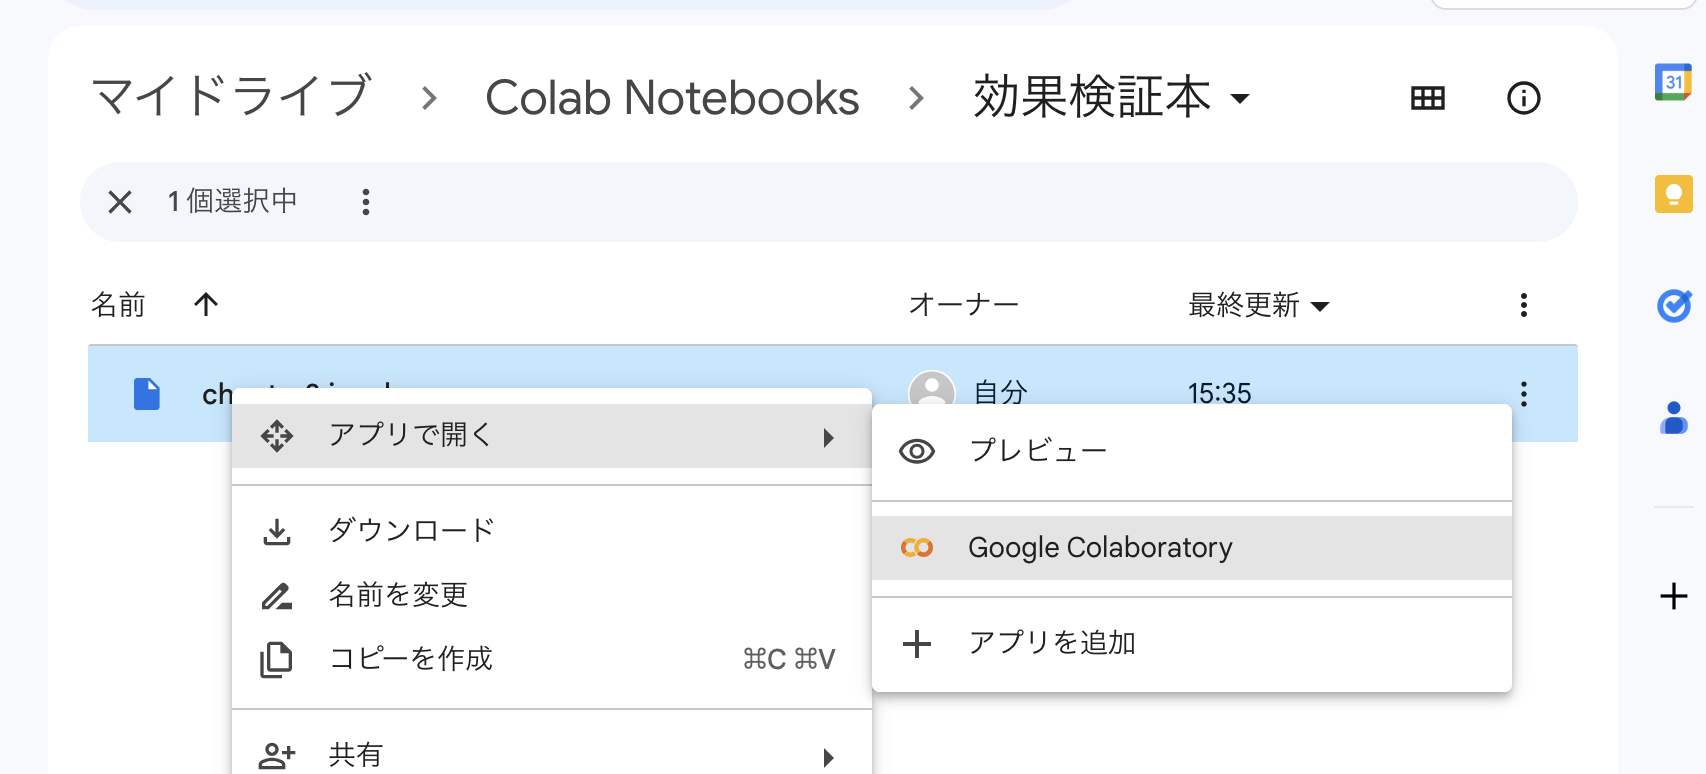 マイドライブ > Colab Notebooks > 効果検証本
1 個選択中
名前 オーナー 最終更新
自分 15:35
アプリで開く
プレビュー
ダウンロード
Google Colaboratory
名前を変更
アプリを追加
コピーを作成 ⌘C ⌘V
共有
31